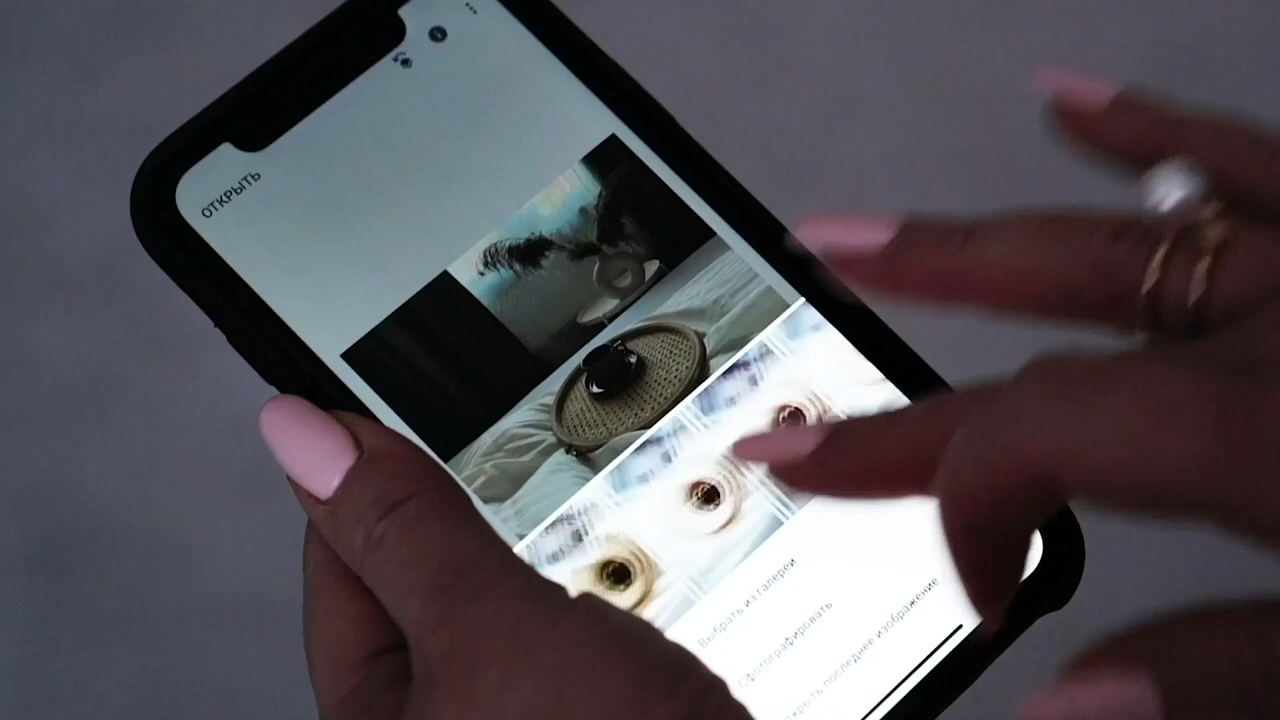 ОТКРЫТЬ
Выбрать из галереи
Сфотографировать
последнее изображение